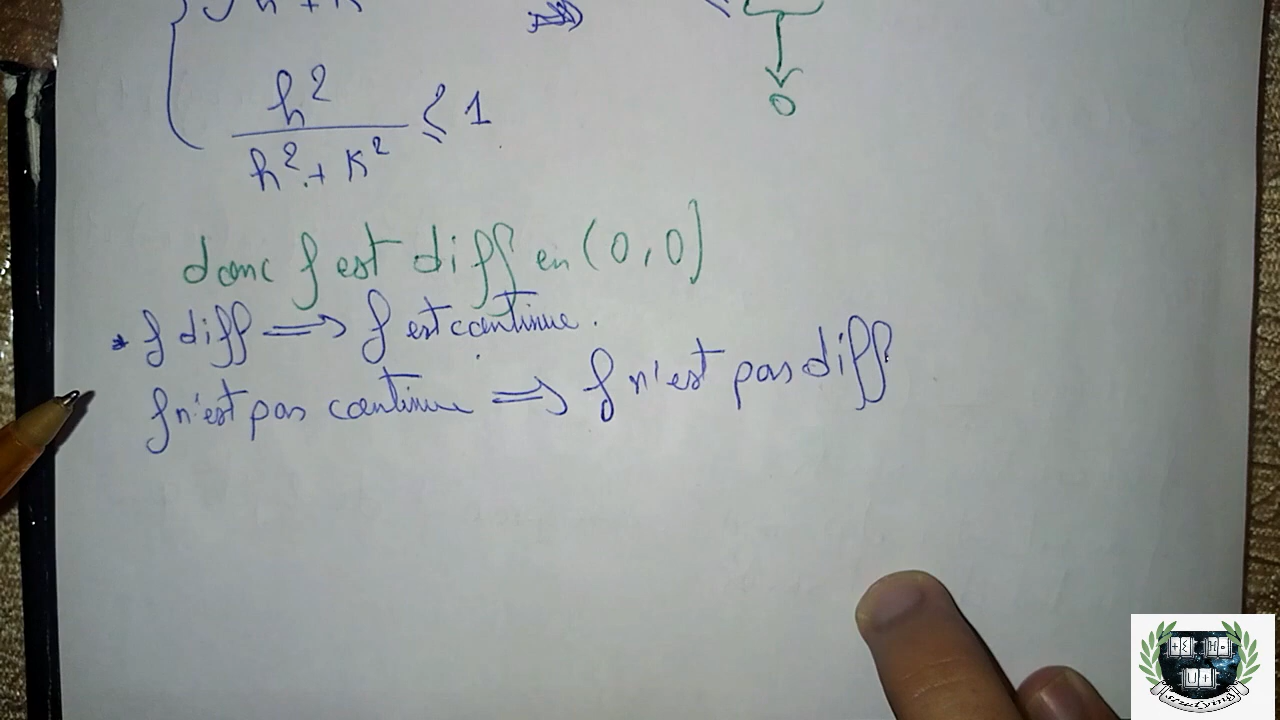 h²
h² + k² ≤ 1
0
donc f est diff en (0,0)
* f diff ⟹ f est continue.
f n'est pas continue ⟹ f n'est pas diff